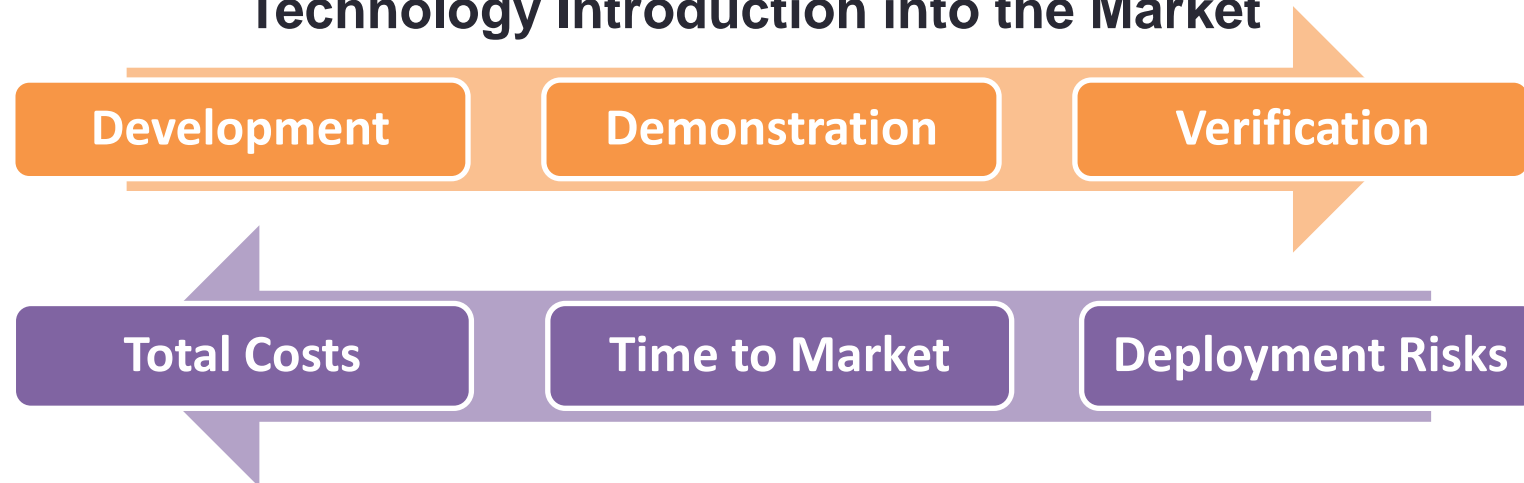 Technology Introduction into the Market
Development
Demonstration
Verification
Total Costs
Time to Market
Deployment Risks